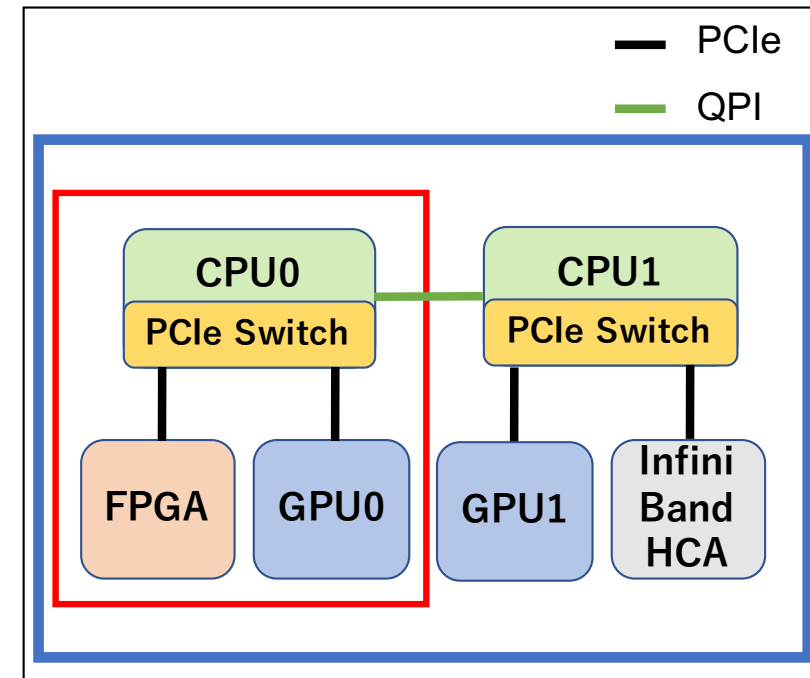 PCIe
QPI
CPU0
PCIe Switch
CPU1
PCIe Switch
FPGA
GPU0
GPU1
Infini
Band
HCA